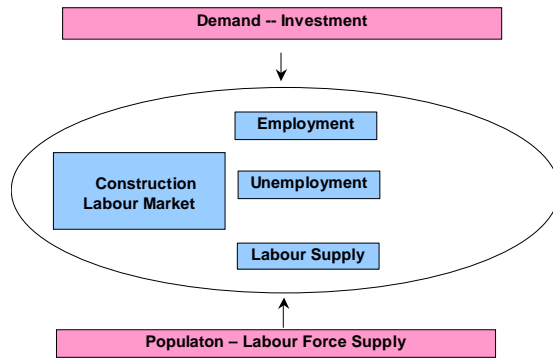 Demand -- Investment
Employment
Construction
Labour Market
Unemployment
Labour Supply
Populaton – Labour Force Supply